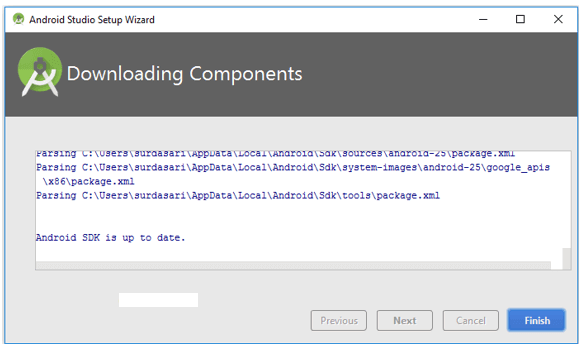 Android Studio Setup Wizard
Downloading Components
Parsing C:\Users\surdasari\AppData\Local\Android\Sdk\sources\android-25\package.xml
Parsing C:\Users\surdasari\AppData\Local\Android\Sdk\system-images\android-25\google_apis
\x86\package.xml
Parsing C:\Users\surdasari\AppData\Local\Android\Sdk\tools\package.xml
Android SDK is up to date.
Previous Next Cancel Finish